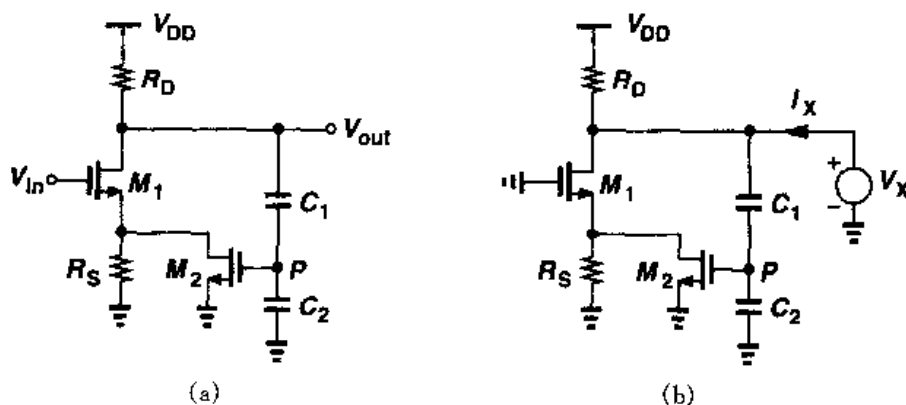 V_DD
R_D
V_out
V_in
M_1
C_1
R_S
M_2
P
C_2
(a)
V_DD
R_D
I_X
M_1
C_1
+
V_X
−
R_S
M_2
P
C_2
(b)